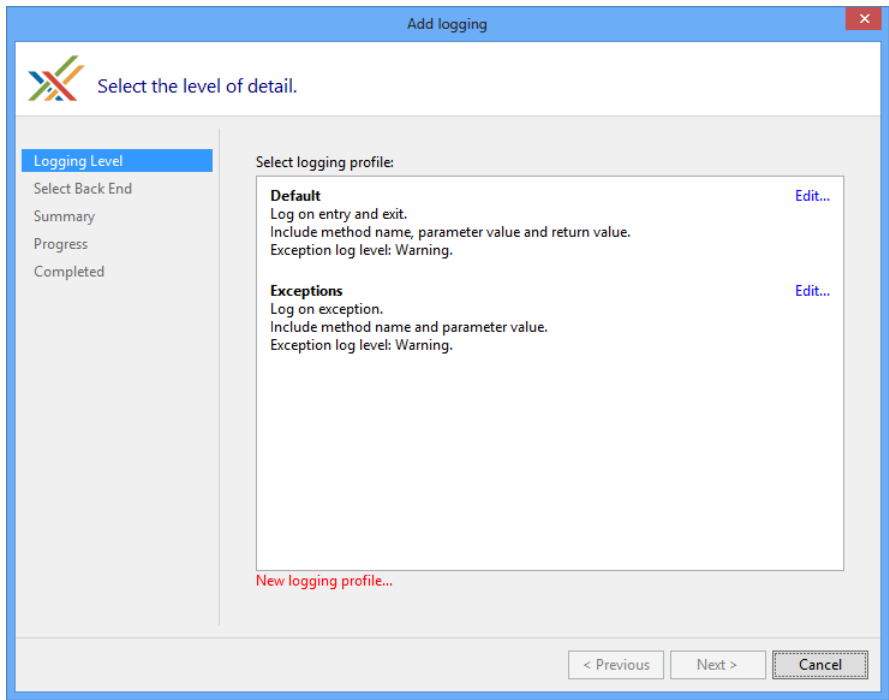 Add logging
Select the level of detail.
Logging Level
Select Back End
Summary
Progress
Completed
Select logging profile:
Default
Edit...
Log on entry and exit.
Include method name, parameter value and return value.
Exception log level: Warning.
Exceptions
Edit...
Log on exception.
Include method name and parameter value.
Exception log level: Warning.
New logging profile...
< Previous
Next >
Cancel